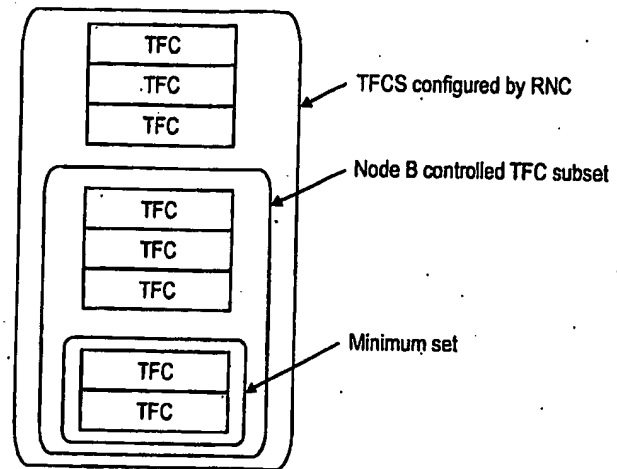 TFC
TFC
TFC
TFCS configured by RNC
Node B controlled TFC subset
TFC
TFC
TFC
Minimum set
TFC
TFC